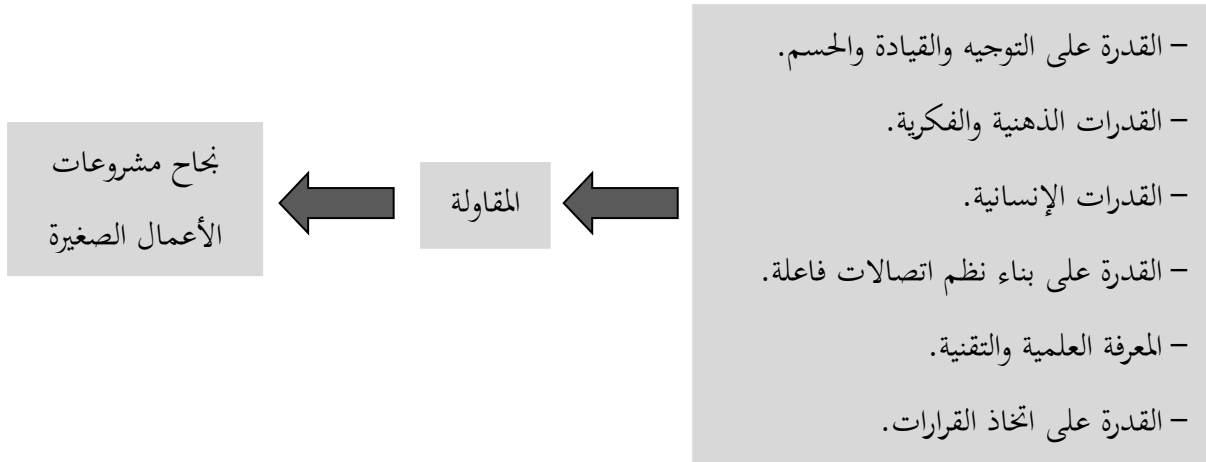 – القدرة على التوجيه والقيادة والحسم.
– القدرات الذهنية والفكرية.
– القدرات الإنسانية.
– القدرة على بناء نظم اتصالات فاعلة.
– المعرفة العلمية والتقنية.
– القدرة على اتخاذ القرارات.
المقاولة
نجاح مشروعات
الأعمال الصغيرة